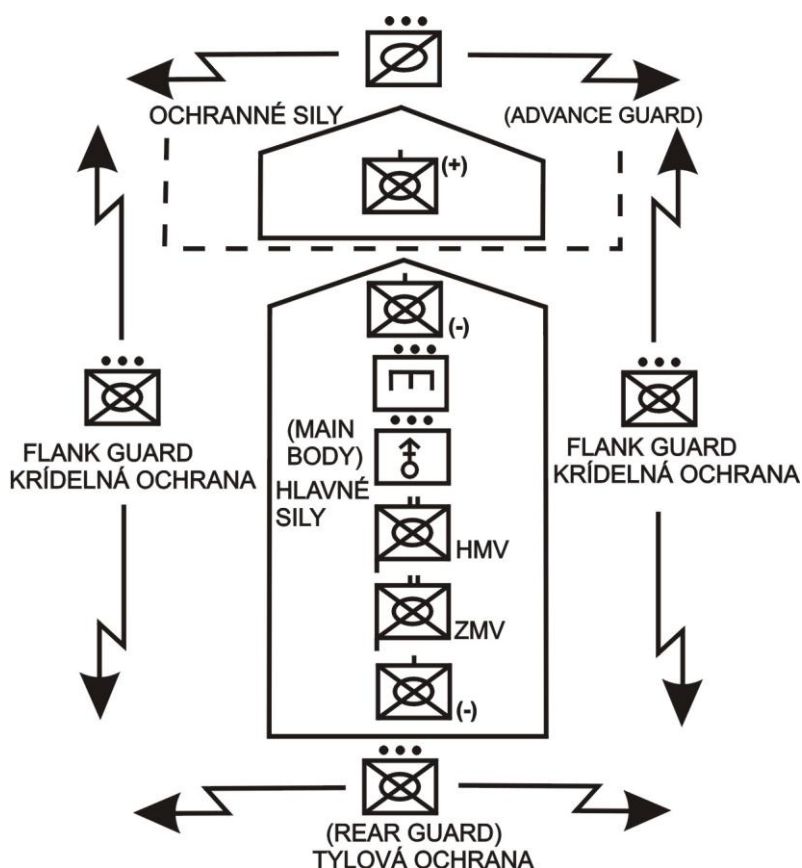 OCHRANNÉ SILY
(ADVANCE GUARD)
(+)
(-)
(MAIN
BODY)
HLAVNÉ
SILY
FLANK GUARD
KRÍDELNÁ OCHRANA
FLANK GUARD
KRÍDELNÁ OCHRANA
HMV
ZMV
(-)
(REAR GUARD)
TYLOVÁ OCHRANA